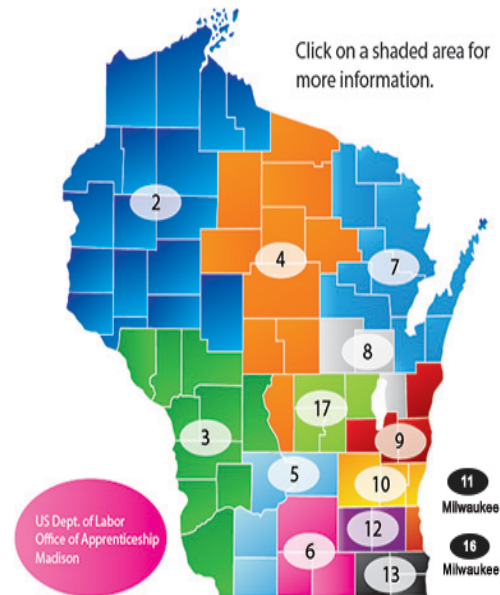 Click on a shaded area for
more information.
2
4
7
8
17
3
9
5
10
11
Milwaukee
12
6
16
Milwaukee
13
US Dept. of Labor
Office of Apprenticeship
Madison